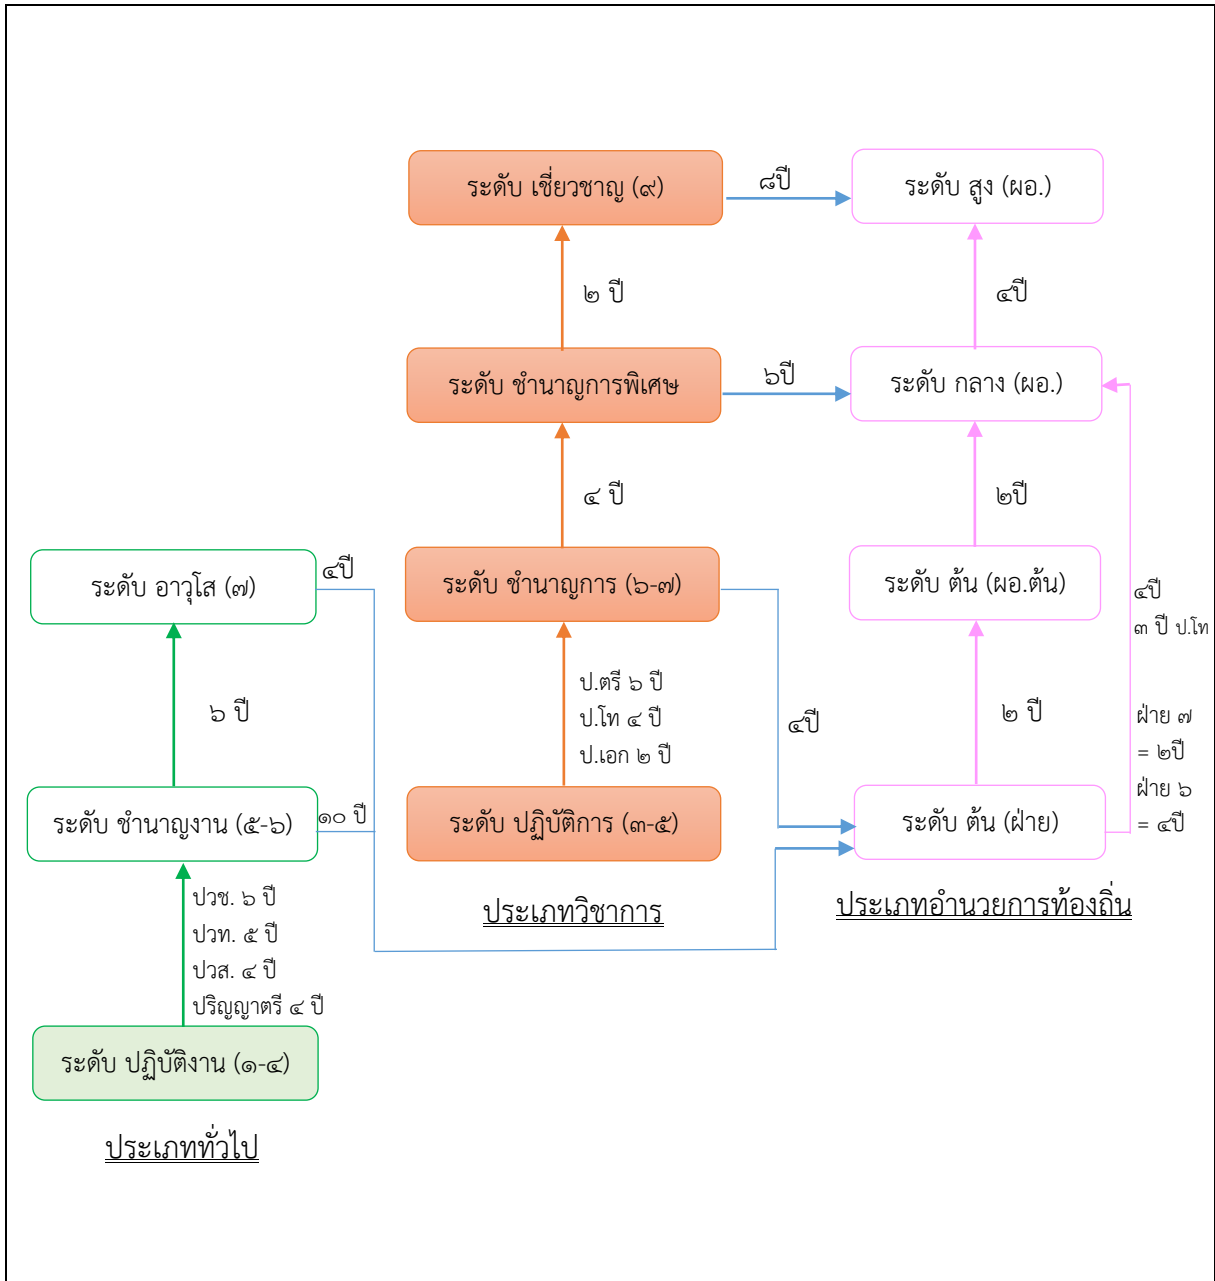 ระดับ เชี่ยวชาญ (๙)
๘ปี
ระดับ สูง (ผอ.)
๒ ปี
๔ปี
ระดับ ชำนาญการพิเศษ
๖ปี
ระดับ กลาง (ผอ.)
๔ ปี
๒ปี
ระดับ อาวุโส (๗)
๔ปี
ระดับ ชำนาญการ (๖-๗)
ระดับ ต้น (ผอ.ต้น)
๔ปี
๓ ปี ป.โท
๖ ปี
ป.ตรี ๖ ปี
ป.โท ๔ ปี
ป.เอก ๒ ปี
๔ปี
๒ ปี
ฝ่าย ๗
= ๒ปี
ฝ่าย ๖
= ๔ปี
ระดับ ชำนาญงาน (๕-๖)
๑๐ ปี
ระดับ ปฏิบัติการ (๓-๕)
ระดับ ต้น (ฝ่าย)
ปวช. ๖ ปี
ปวท. ๕ ปี
ปวส. ๔ ปี
ปริญญาตรี ๔ ปี
ประเภทวิชาการ
ประเภทอำนวยการท้องถิ่น
ระดับ ปฏิบัติงาน (๑-๔)
ประเภททั่วไป